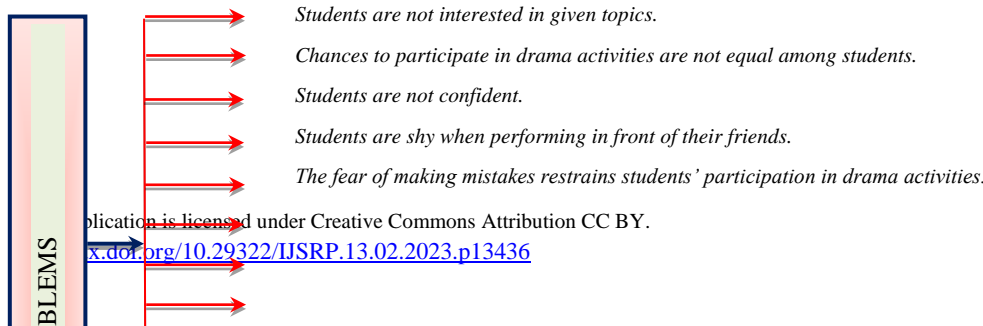 Students are not interested in given topics.
Chances to participate in drama activities are not equal among students.
Students are not confident.
Students are shy when performing in front of their friends.
The fear of making mistakes restrains students’ participation in drama activities.
blication is licensed under Creative Commons Attribution CC BY.
x.doi.org/10.29322/IJSRP.13.02.2023.p13436
BLEMS